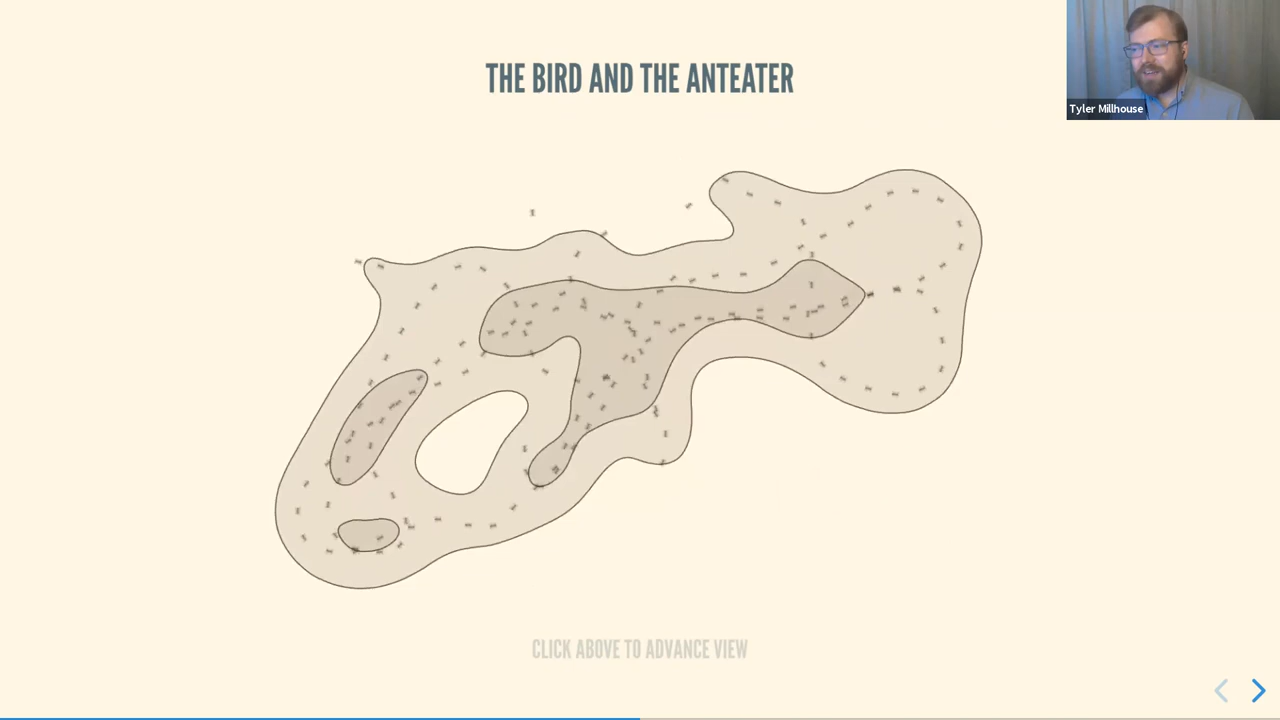 THE BIRD AND THE ANTEATER
Tyler Millhouse
CLICK ABOVE TO ADVANCE VIEW